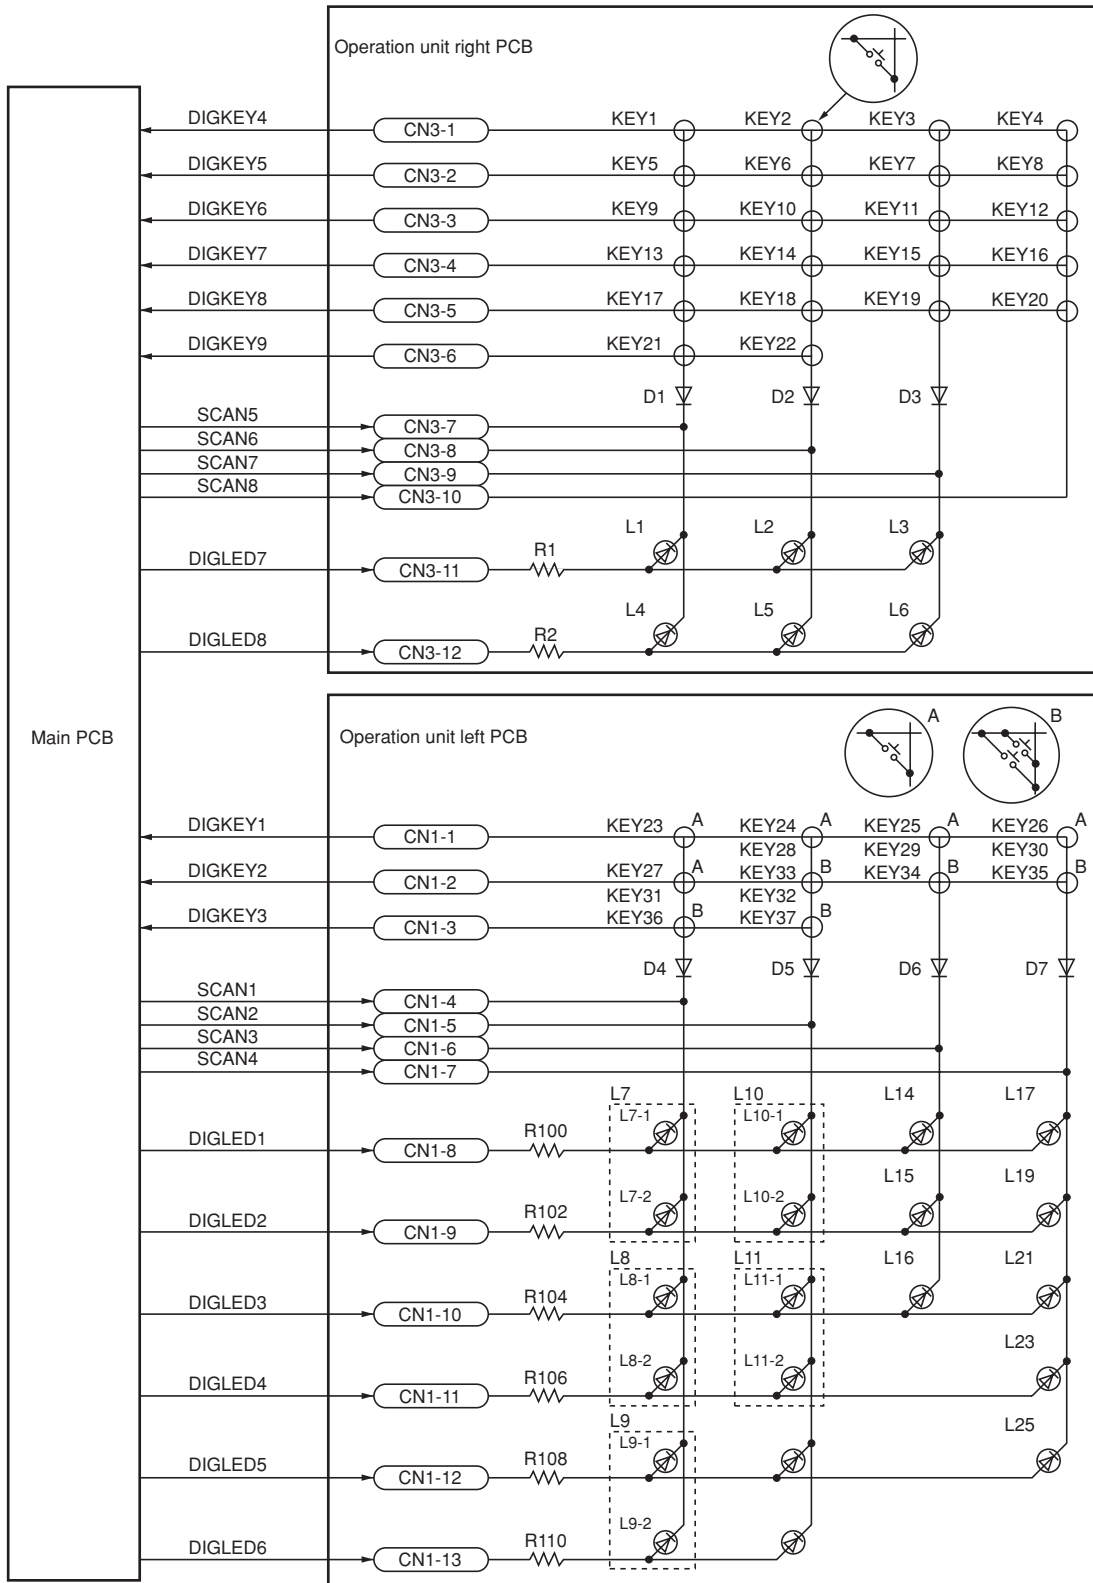 Operation unit right PCB
DIGKEY4 CN3-1 KEY1 KEY2 KEY3 KEY4
DIGKEY5 CN3-2 KEY5 KEY6 KEY7 KEY8
DIGKEY6 CN3-3 KEY9 KEY10 KEY11 KEY12
DIGKEY7 CN3-4 KEY13 KEY14 KEY15 KEY16
DIGKEY8 CN3-5 KEY17 KEY18 KEY19 KEY20
DIGKEY9 CN3-6 KEY21 KEY22
D1 D2 D3
SCAN5 CN3-7
SCAN6 CN3-8
SCAN7 CN3-9
SCAN8 CN3-10
L1 L2 L3
DIGLED7 CN3-11 R1
L4 L5 L6
DIGLED8 CN3-12 R2
Main PCB
Operation unit left PCB
A B
DIGKEY1 CN1-1 KEY23 A KEY24 A KEY25 A KEY26 A
KEY28 KEY29 KEY30
DIGKEY2 CN1-2 KEY27 A KEY33 B KEY34 B KEY35 B
KEY31 KEY32
DIGKEY3 CN1-3 KEY36 B KEY37 B
D4 D5 D6 D7
SCAN1 CN1-4
SCAN2 CN1-5
SCAN3 CN1-6
SCAN4 CN1-7
L7 L10 L14 L17
L7-1 L10-1
DIGLED1 CN1-8 R100
L15 L19
L7-2 L10-2
DIGLED2 CN1-9 R102
L8 L11 L16 L21
L8-1 L11-1
DIGLED3 CN1-10 R104
L23
L8-2 L11-2
DIGLED4 CN1-11 R106
L9 L25
L9-1
DIGLED5 CN1-12 R108
L9-2
DIGLED6 CN1-13 R110